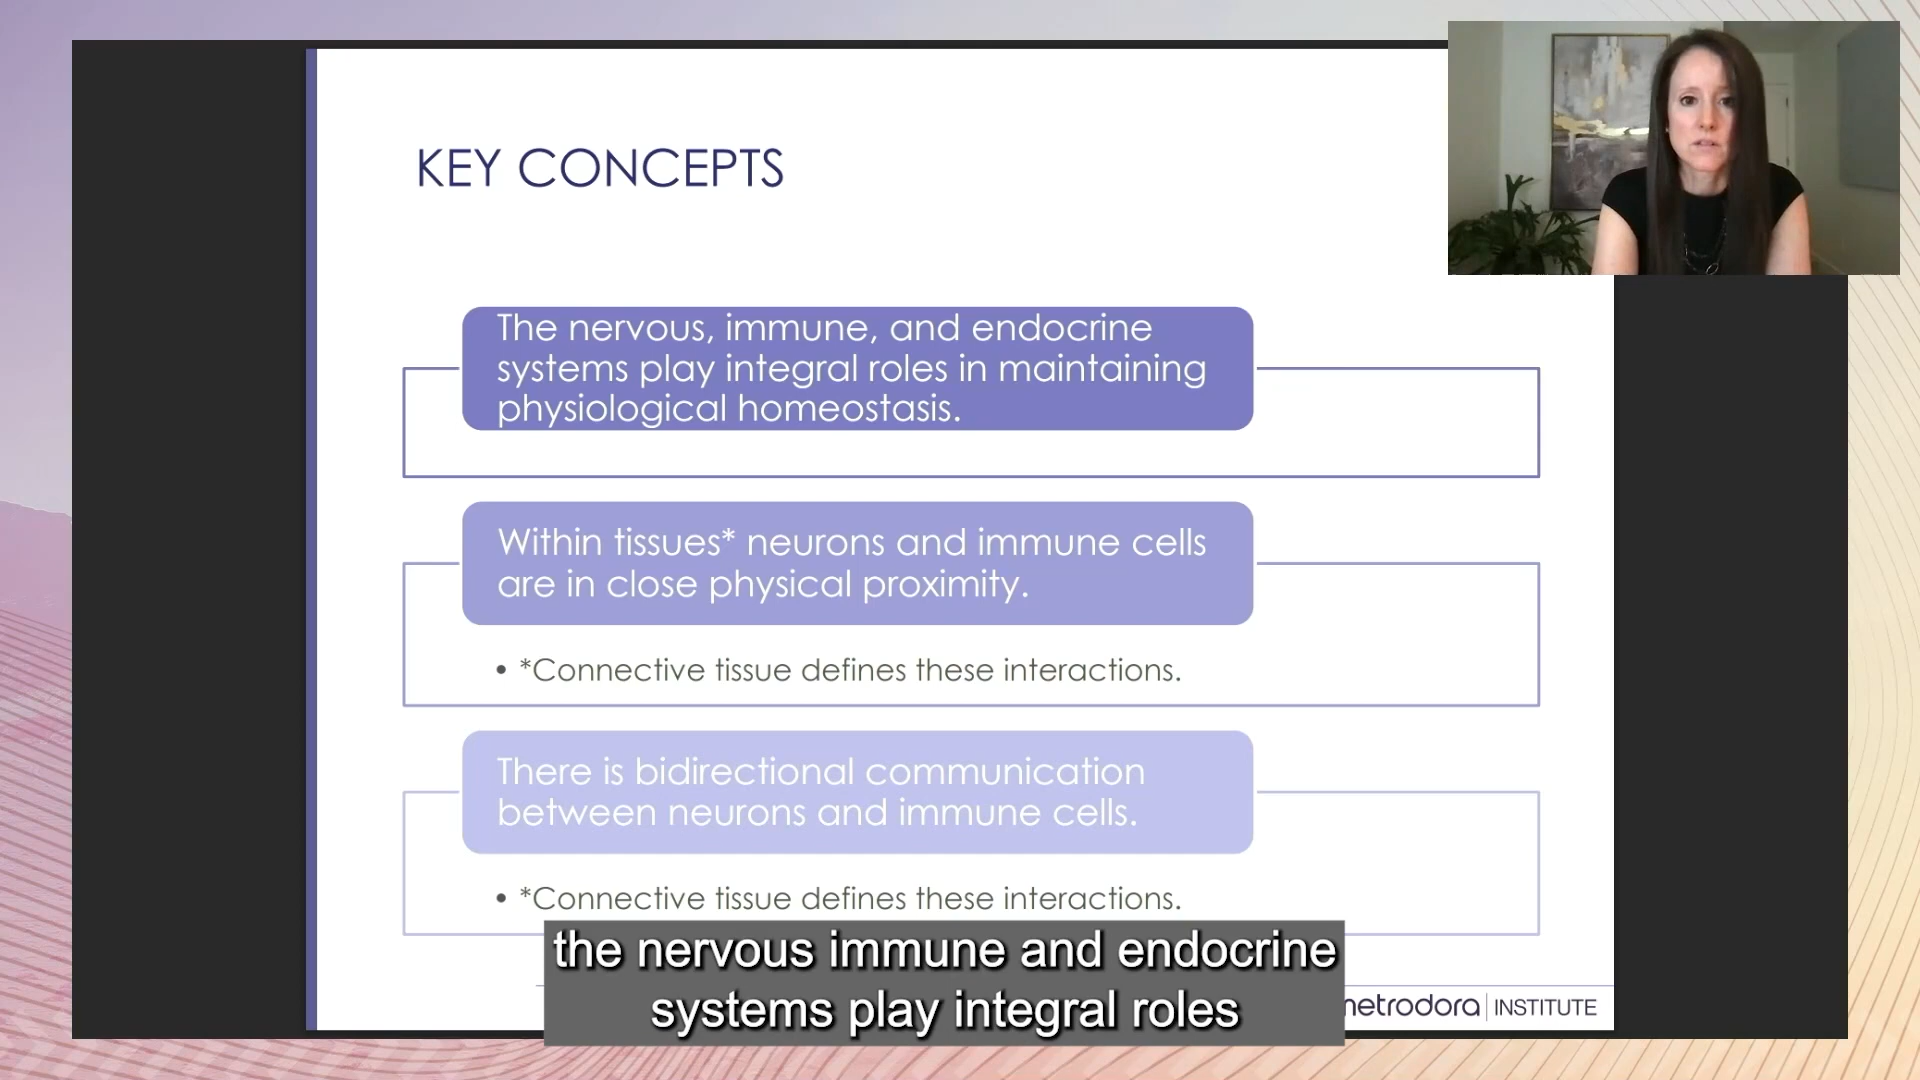 KEY CONCEPTS
The nervous, immune, and endocrine
systems play integral roles in maintaining
physiological homeostasis.
Within tissues* neurons and immune cells
are in close physical proximity.
• *Connective tissue defines these interactions.
There is bidirectional communication
between neurons and immune cells.
• *Connective tissue defines these interactions.
the nervous immune and endocrine
systems play integral roles
metrodora INSTITUTE